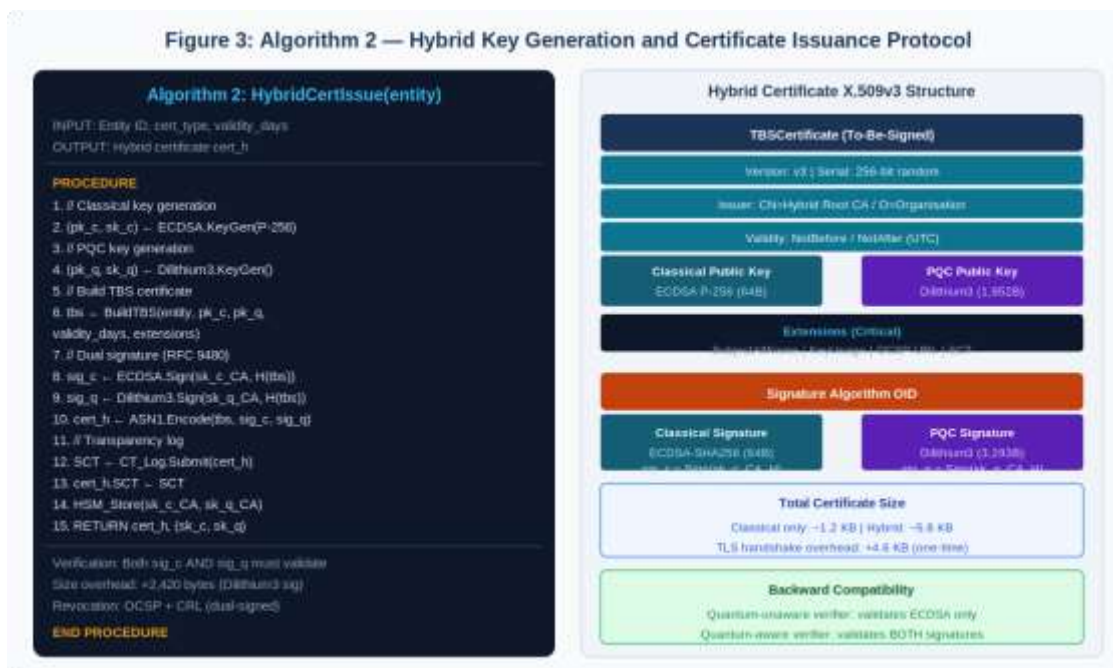 Figure 3: Algorithm 2 — Hybrid Key Generation and Certificate Issuance Protocol
Algorithm 2: HybridCertIssue(entity)
INPUT: Entity ID, cert_type, validity_days
OUTPUT: Hybrid certificate cert_h
PROCEDURE
1. // Classical key generation
2. (pk_c, sk_c) ← ECDSA.KeyGen(P-256)
3. // PQC key generation
4. (pk_q, sk_q) ← Dilithium3.KeyGen()
5. // Build TBS certificate
6. tbs ← BuildTBS(entity, pk_c, pk_q,
validity_days, extensions)
7. // Dual signature (RFC 9480)
8. sig_c ← ECDSA.Sign(sk_c_CA, H(tbs))
9. sig_q ← Dilithium3.Sign(sk_q_CA, H(tbs))
10. cert_h ← ASN1.Encode(tbs, sig_c, sig_q)
11. // Transparency log
12. SCT ← CT_Log.Submit(cert_h)
13. cert_h.SCT ← SCT
14. HSM_Store(sk_c_CA, sk_q_CA)
15. RETURN cert_h, (sk_c, sk_q)
Verification: Both sig_c AND sig_q must validate
Size overhead: +2,420 bytes (Dilithium3 sig)
Revocation: OCSP + CRL (dual-signed)
END PROCEDURE
Hybrid Certificate X.509v3 Structure
TBSCertificate (To-Be-Signed)
Version: v3 | Serial: 256-bit random
Issuer: CN=Hybrid Root CA / O=Organisation
Validity: NotBefore / NotAfter (UTC)
Classical Public Key
ECDSA P-256 (64B)
PQC Public Key
Dilithium3 (1,952B)
Extensions (Critical)
Signature Algorithm OID
Classical Signature
ECDSA-SHA256 (64B)
PQC Signature
Dilithium3 (3,293B)
Total Certificate Size
Classical only: ~1.2 KB | Hybrid: ~5.8 KB
TLS handshake overhead: +4.6 KB (one-time)
Backward Compatibility
Quantum-unaware verifier: validates ECDSA only
Quantum-aware verifier: validates BOTH signatures